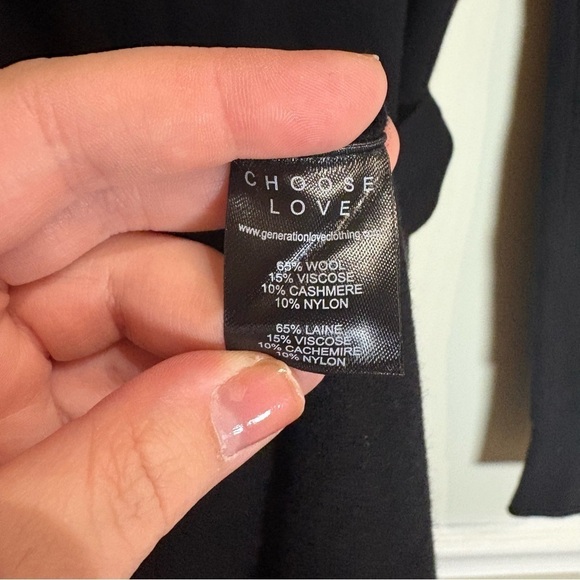 CHOOSE
LOVE
www.generationloveclothing.
65% WOOL
15% VISCOSE
10% CASHMERE
10% NYLON
65% LAINE
15% VISCOSE
10% CACHEMIRE
10% NYLON